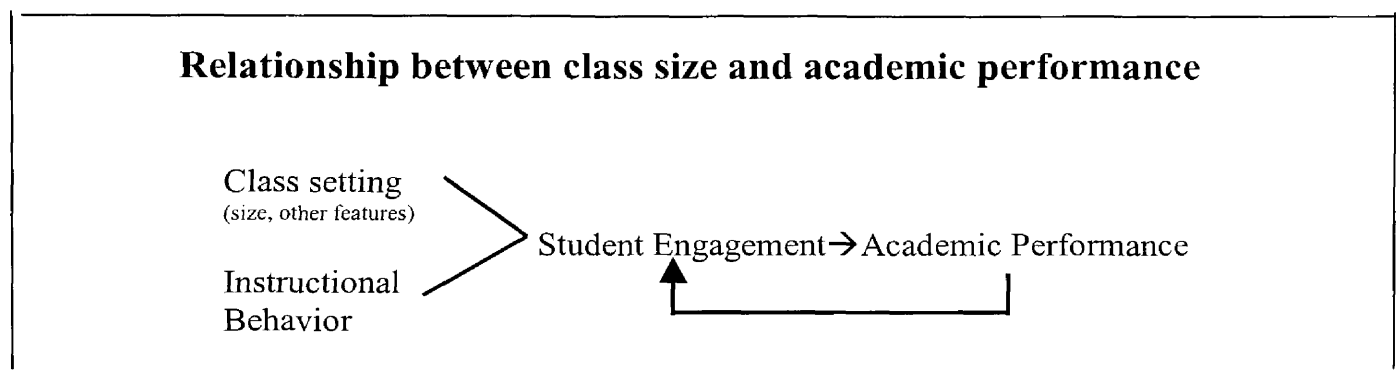 Relationship between class size and academic performance
Class setting
(size, other features)
Student Engagement→Academic Performance
Instructional
Behavior